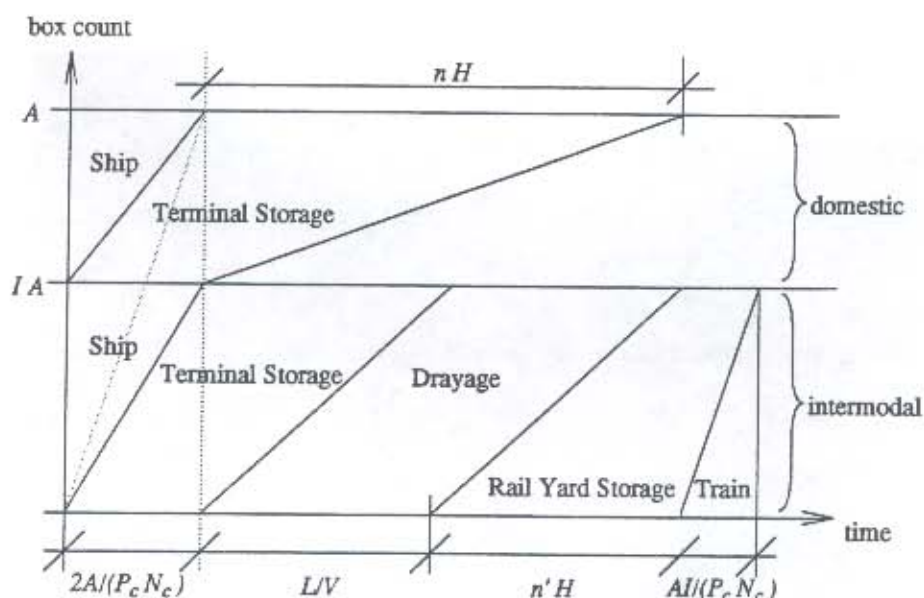 box count
n H
A
Ship
Terminal Storage
domestic
I A
Ship
Terminal Storage
Drayage
intermodal
Rail Yard Storage
Train
time
2A/(P_c N_c)
L/V
n' H
AI/(P_c N_c)